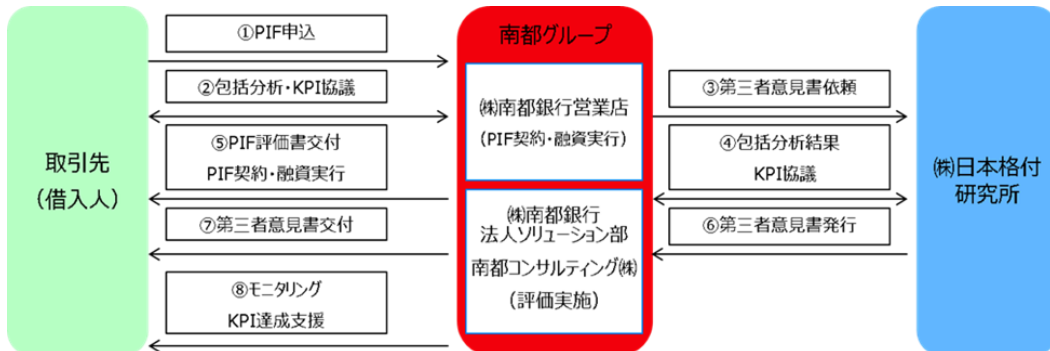 取引先
（借入人）
①PIF申込
②包括分析・KPI協議
⑤PIF評価書交付
PIF契約・融資実行
⑦第三者意見書交付
⑧モニタリング
KPI達成支援
南都グループ
㈱南都銀行営業店
（PIF契約・融資実行）
㈱南都銀行
法人ソリューション部
南都コンサルティング㈱
（評価実施）
③第三者意見書依頼
④包括分析結果
KPI協議
⑥第三者意見書発行
㈱日本格付
研究所